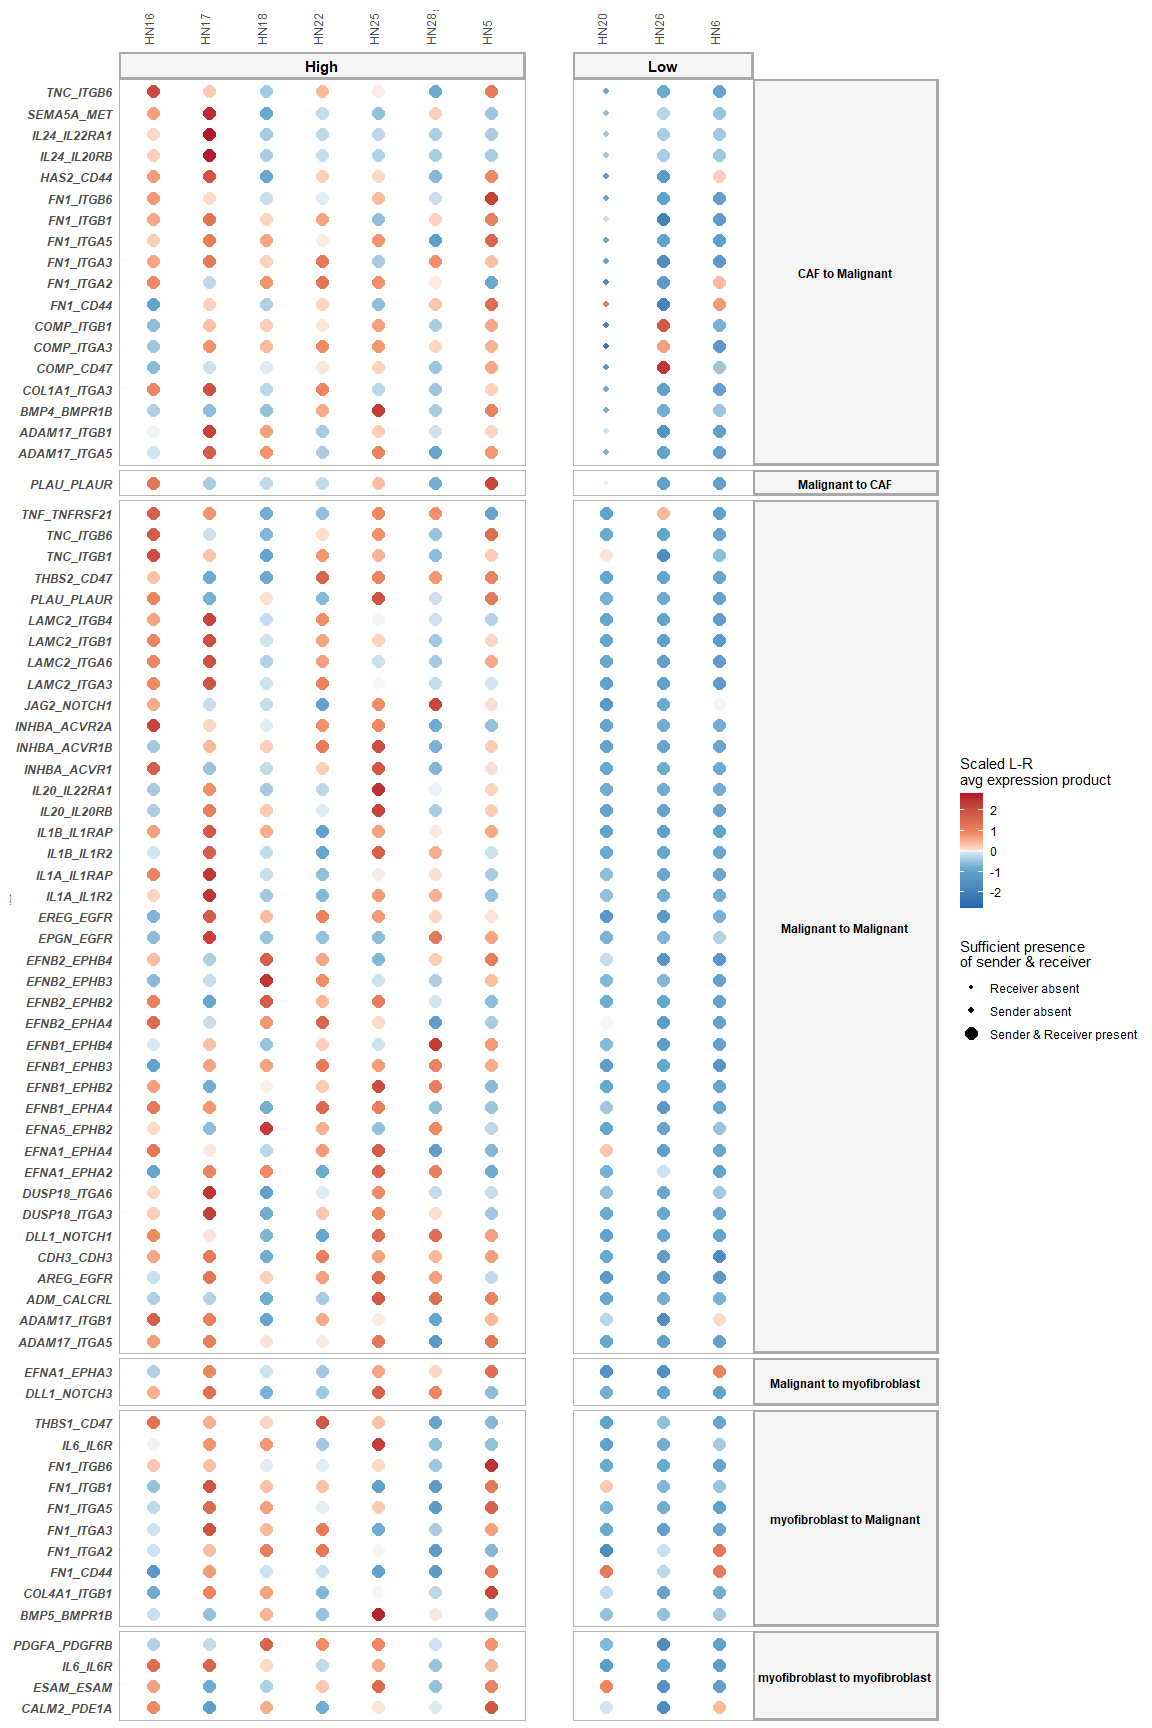 HN16 HN17 HN18 HN22 HN25 HN28 HN5 HN20 HN26 HN6
High Low
TNC_ITGB6
SEMA5A_MET
IL24_IL22RA1
IL24_IL20RB
HAS2_CD44
FN1_ITGB6
FN1_ITGB1
FN1_ITGA5
FN1_ITGA3
CAF to Malignant
FN1_ITGA2
FN1_CD44
COMP_ITGB1
COMP_ITGA3
COMP_CD47
COL1A1_ITGA3
BMP4_BMPR1B
ADAM17_ITGB1
ADAM17_ITGA5
PLAU_PLAUR Malignant to CAF
TNF_TNFRSF21
TNC_ITGB6
TNC_ITGB1
THBS2_CD47
PLAU_PLAUR
LAMC2_ITGB4
LAMC2_ITGB1
LAMC2_ITGA6
LAMC2_ITGA3
JAG2_NOTCH1
INHBA_ACVR2A
INHBA_ACVR1B
INHBA_ACVR1
IL20_IL22RA1
IL20_IL20RB
IL1B_IL1RAP
IL1B_IL1R2
IL1A_IL1RAP
IL1A_IL1R2
EREG_EGFR
Malignant to Malignant
EPGN_EGFR
EFNB2_EPHB4
EFNB2_EPHB3
EFNB2_EPHB2
EFNB2_EPHA4
EFNB1_EPHB4
EFNB1_EPHB3
EFNB1_EPHB2
EFNB1_EPHA4
EFNA5_EPHB2
EFNA1_EPHA4
EFNA1_EPHA2
DUSP18_ITGA6
DUSP18_ITGA3
DLL1_NOTCH1
CDH3_CDH3
AREG_EGFR
ADM_CALCRL
ADAM17_ITGB1
ADAM17_ITGA5
EFNA1_EPHA3
Malignant to myofibroblast
DLL1_NOTCH3
THBS1_CD47
IL6_IL6R
FN1_ITGB6
FN1_ITGB1
FN1_ITGA5
myofibroblast to Malignant
FN1_ITGA3
FN1_ITGA2
FN1_CD44
COL4A1_ITGB1
BMP5_BMPR1B
PDGFA_PDGFRB
IL6_IL6R
myofibroblast to myofibroblast
ESAM_ESAM
CALM2_PDE1A
Scaled L-R
avg expression product
2
1
0
-1
-2
Sufficient presence
of sender & receiver
Receiver absent
Sender absent
Sender & Receiver present